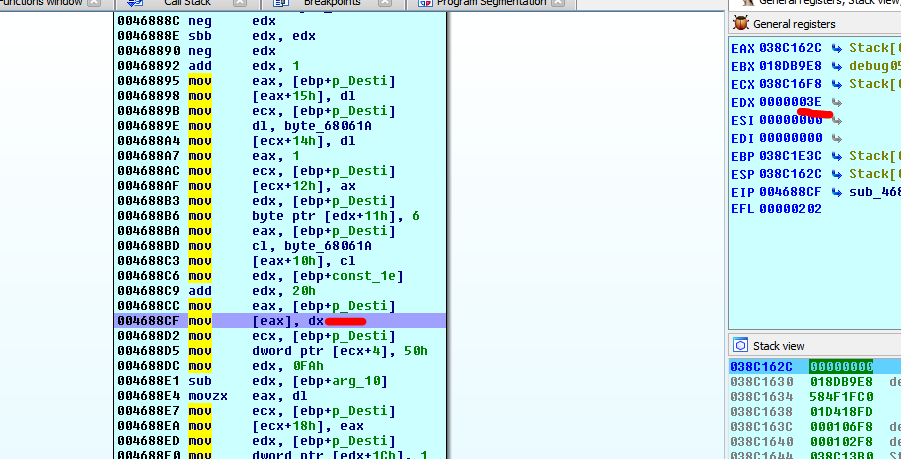 Functions window
Call Stack
Breakpoints
Program Segmentation
0046888C neg edx
0046888E sbb edx, edx
00468890 neg edx
00468892 add edx, 1
00468895 mov eax, [ebp+p_Desti]
00468898 mov [eax+15h], dl
0046889B mov ecx, [ebp+p_Desti]
0046889E mov dl, byte_68061A
004688A4 mov [ecx+14h], dl
004688A7 mov eax, 1
004688AC mov ecx, [ebp+p_Desti]
004688AF mov [ecx+12h], ax
004688B3 mov edx, [ebp+p_Desti]
004688B6 mov byte ptr [edx+11h], 6
004688BA mov eax, [ebp+p_Desti]
004688BD mov cl, byte_68061A
004688C3 mov [eax+10h], cl
004688C6 mov edx, [ebp+const_1e]
004688C9 add edx, 20h
004688CC mov eax, [ebp+p_Desti]
004688CF mov [eax], dx
004688D2 mov ecx, [ebp+p_Desti]
004688D5 mov dword ptr [ecx+4], 50h
004688DC mov edx, 0FAh
004688E1 sub edx, [ebp+arg_10]
004688E4 movzx eax, dl
004688E7 mov ecx, [ebp+p_Desti]
004688EA mov [ecx+18h], eax
004688ED mov edx, [ebp+p_Desti]
004688F0 mov dword ptr [edx+1Ch], 1
General registers, Stack view,
General registers
EAX 038C162C Stack[
EBX 018DB9E8 debug05
ECX 038C16F8 Stack[
EDX 0000003E
ESI 00000000
EDI 00000000
EBP 038C1E3C Stack[
ESP 038C162C Stack[
EIP 004688CF sub_468
EFL 00000202
Stack view
038C162C 00000000
038C1630 018DB9E8 de
038C1634 584F1FC0
038C1638 01D418FD
038C163C 000106F8 de
038C1640 000102F8 de
038C1644 038C13B0 St